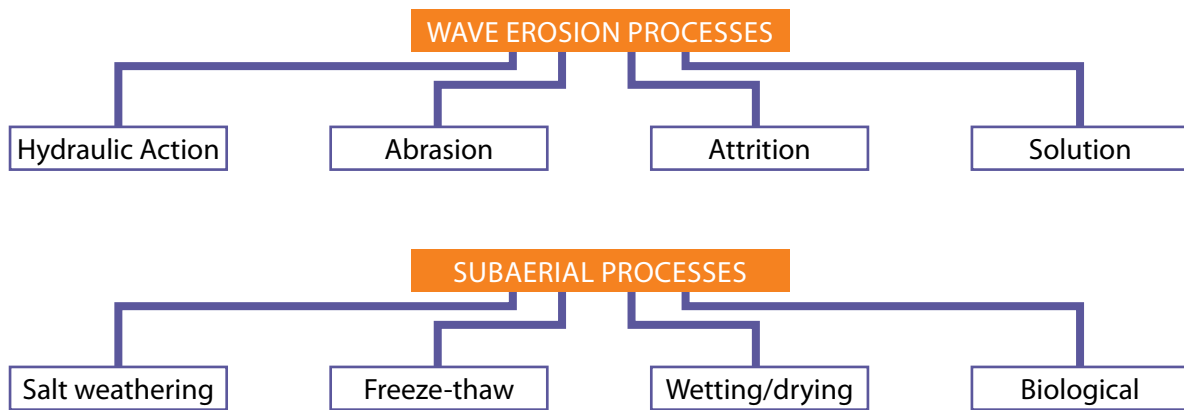 WAVE EROSION PROCESSES
Hydraulic Action
Abrasion
Attrition
Solution
SUBAERIAL PROCESSES
Salt weathering
Freeze-thaw
Wetting/drying
Biological